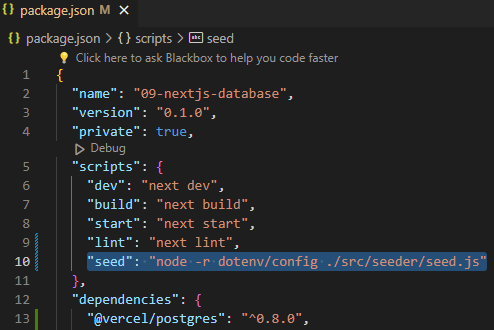 package.json M ×
package.json > {} scripts > abc seed
Click here to ask Blackbox to help you code faster
1 {
2 "name": "09-nextjs-database",
3 "version": "0.1.0",
4 "private": true,
Debug
5 "scripts": {
6 "dev": "next dev",
7 "build": "next build",
8 "start": "next start",
9 "lint": "next lint",
10 "seed": "node -r dotenv/config ./src/seeder/seed.js"
11 },
12 "dependencies": {
13 "@vercel/postgres": "^0.8.0",